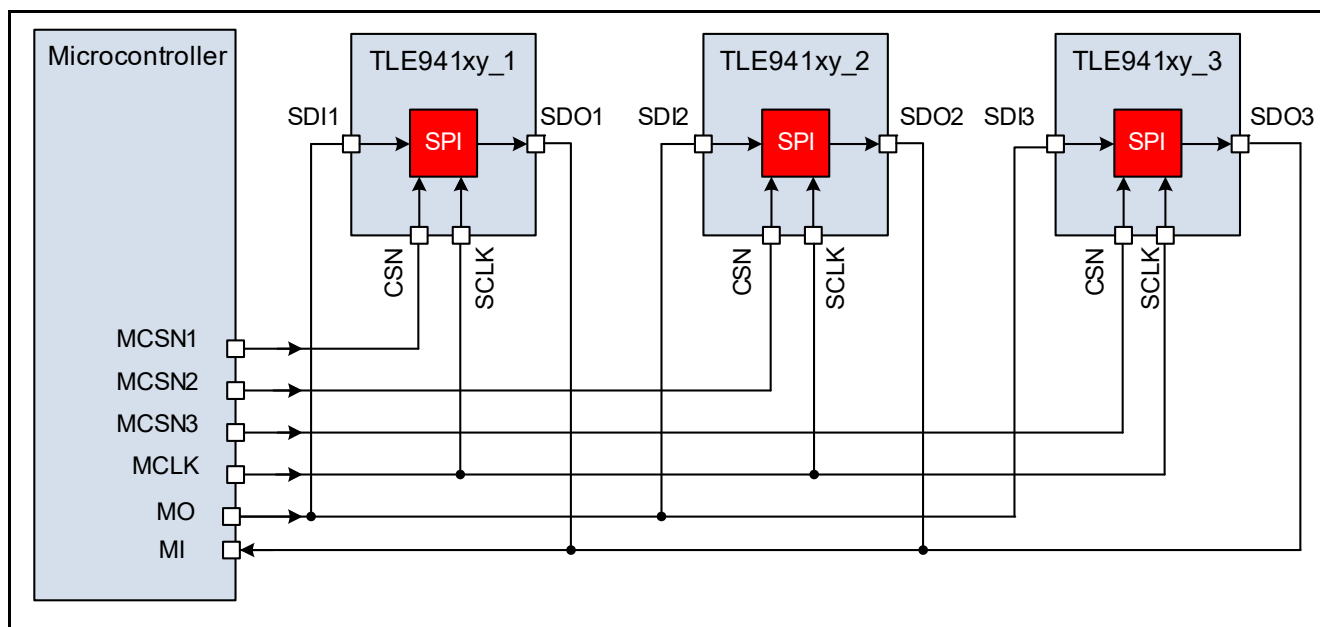 Microcontroller
TLE941xy_1
TLE941xy_2
TLE941xy_3
SDI1
SPI
SDO1
SDI2
SPI
SDO2
SDI3
SPI
SDO3
CSN
SCLK
CSN
SCLK
CSN
SCLK
MCSN1
MCSN2
MCSN3
MCLK
MO
MI